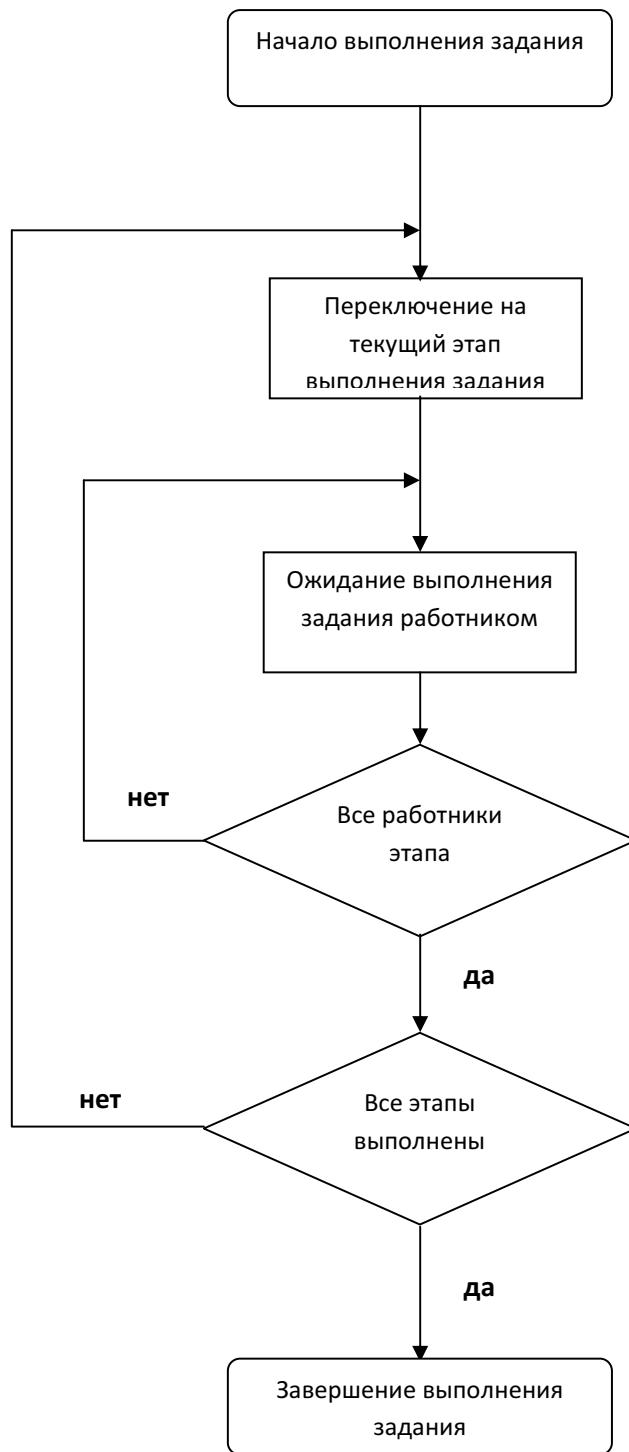 Начало выполнения задания
Переключение на
текущий этап
выполнения задания
Ожидание выполнения
задания работником
нет
Все работники
этапа
да
нет
Все этапы
выполнены
да
Завершение выполнения
задания